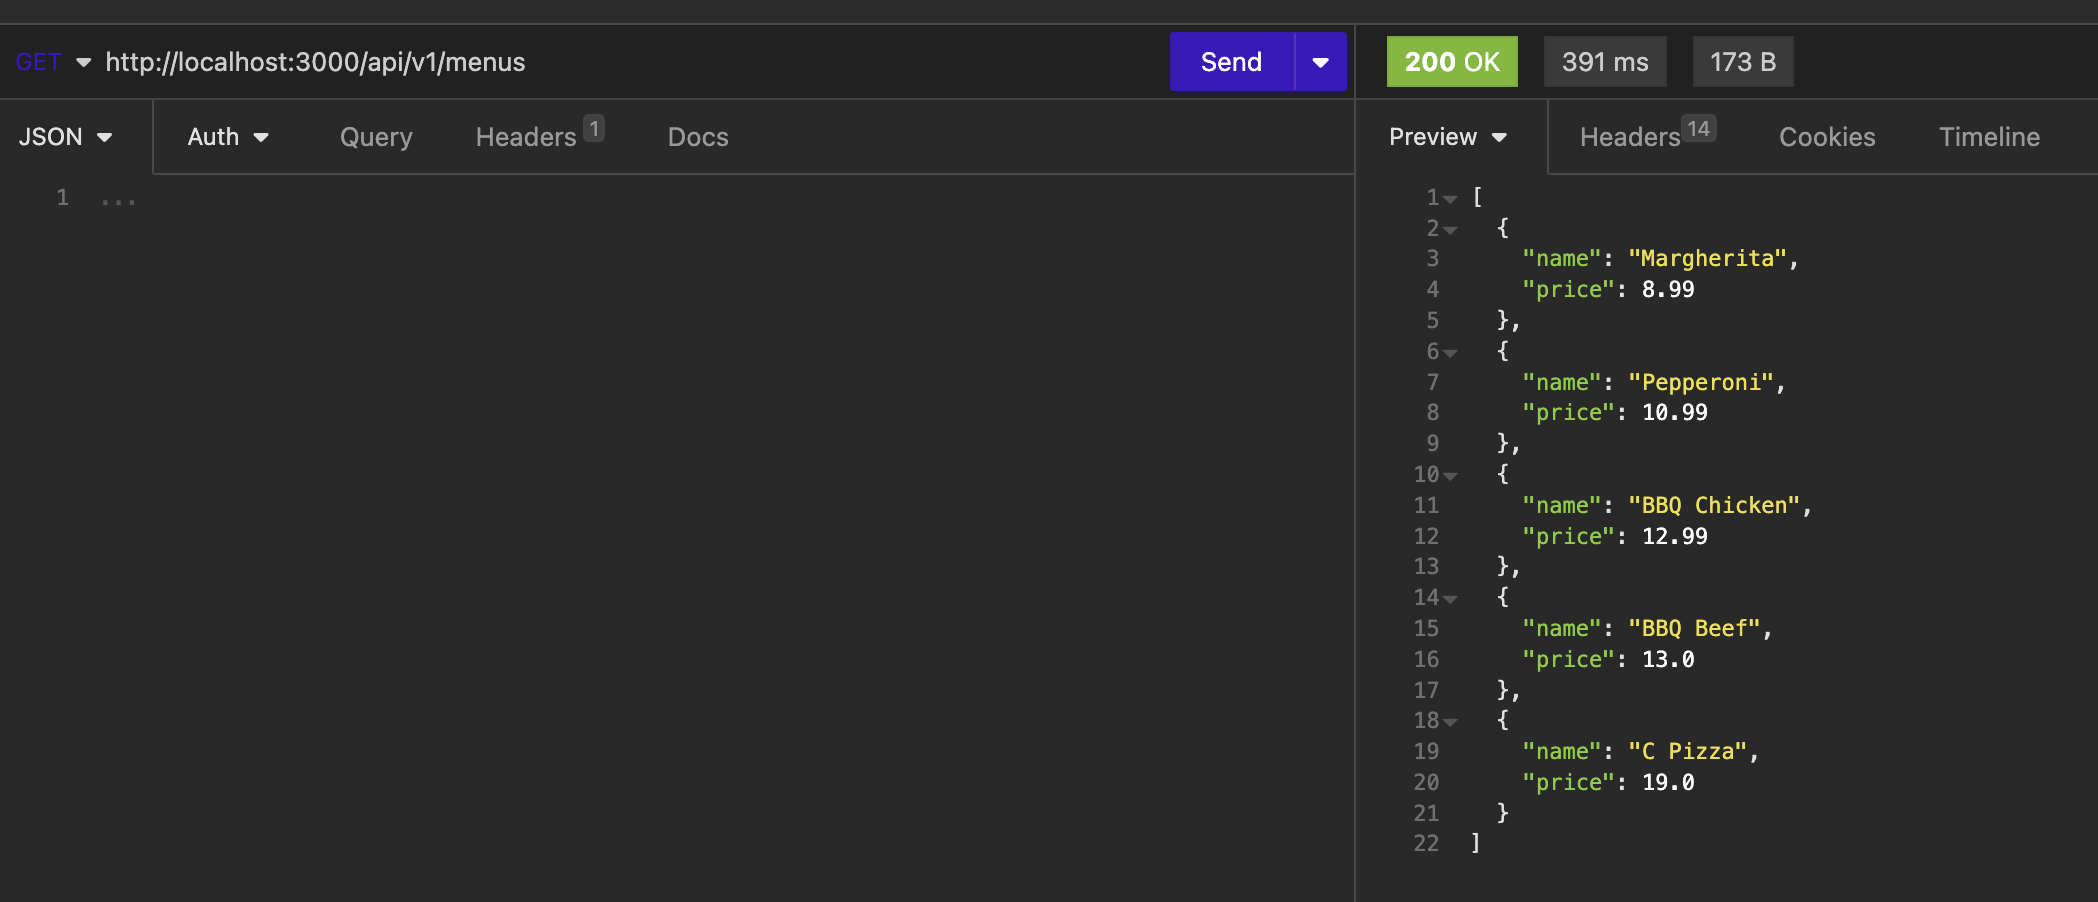 GET http://localhost:3000/api/v1/menus Send 200 OK 391 ms 173 B
JSON Auth Query Headers 1 Docs Preview Headers 14 Cookies Timeline
1 ...
1 [
2 {
3 "name": "Margherita",
4 "price": 8.99
5 },
6 {
7 "name": "Pepperoni",
8 "price": 10.99
9 },
10 {
11 "name": "BBQ Chicken",
12 "price": 12.99
13 },
14 {
15 "name": "BBQ Beef",
16 "price": 13.0
17 },
18 {
19 "name": "C Pizza",
20 "price": 19.0
21 }
22 ]